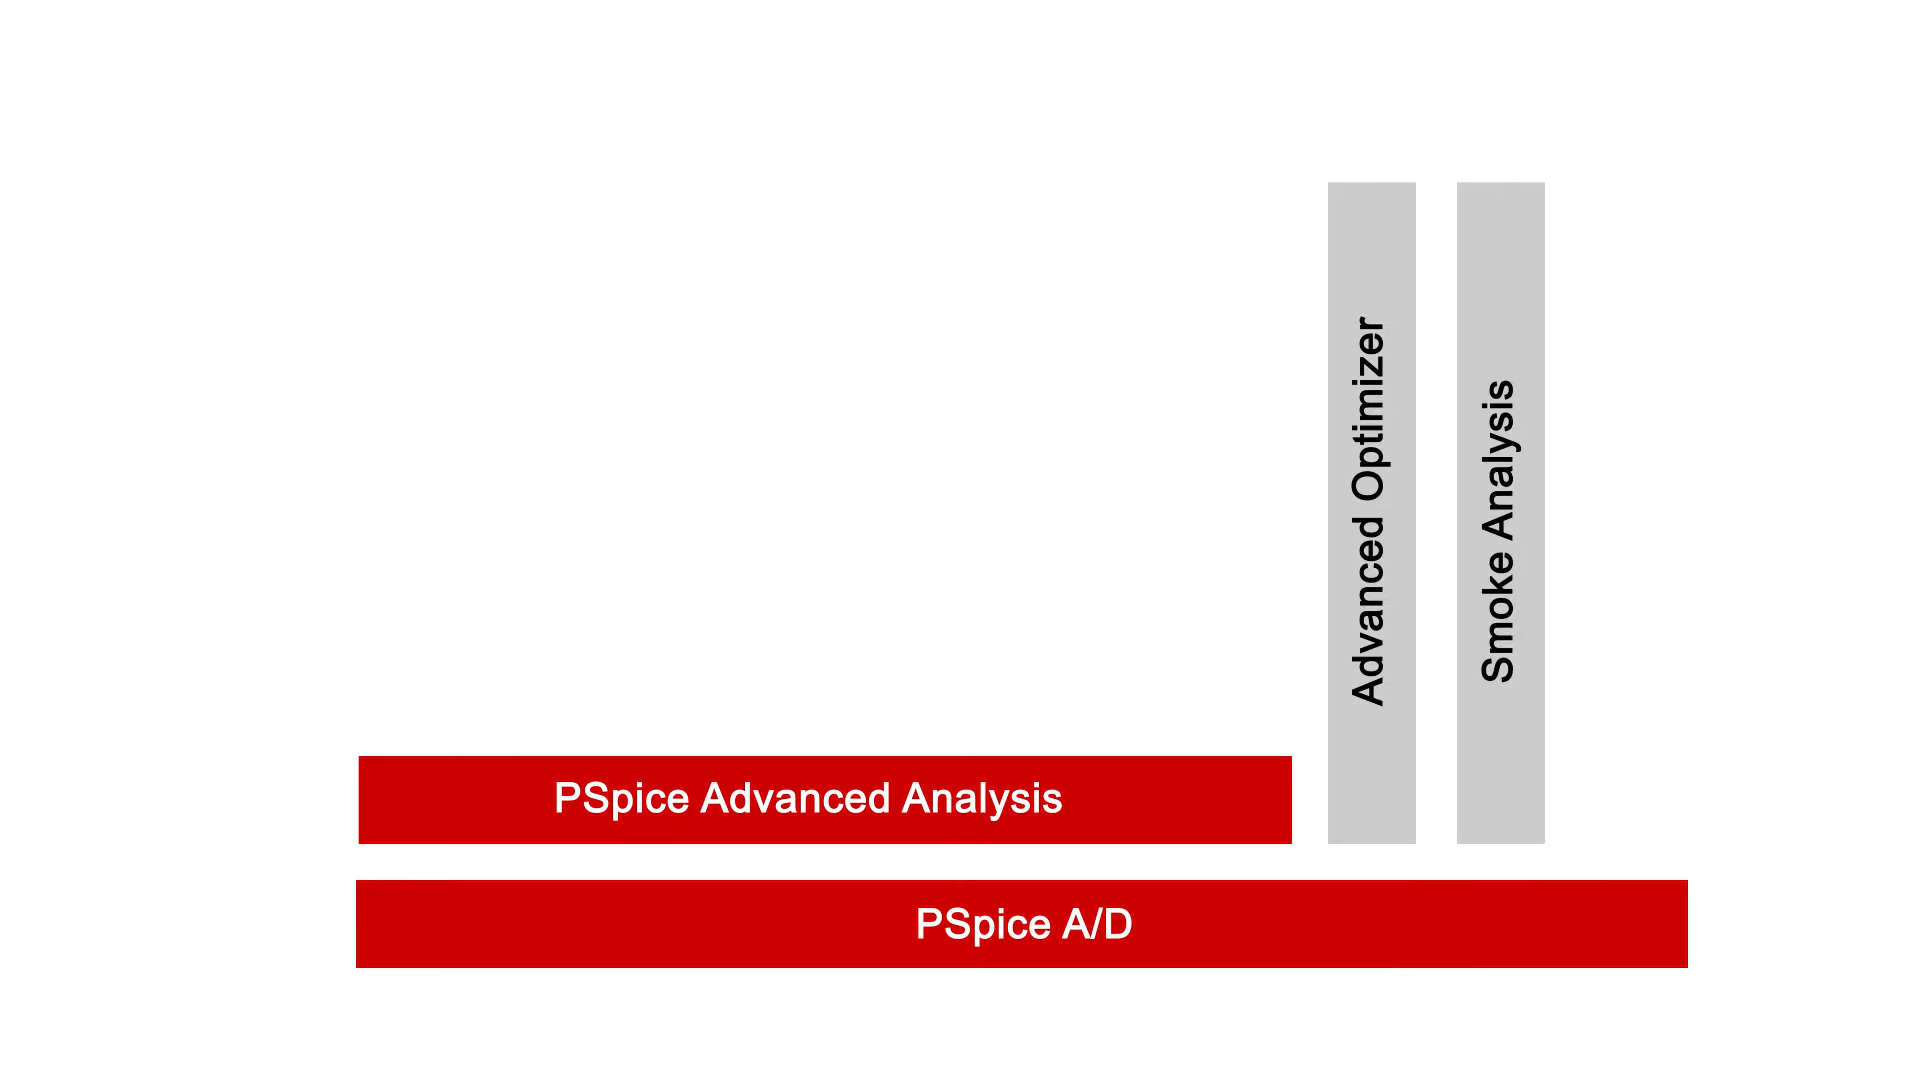 Advanced Optimizer
Smoke Analysis
PSpice Advanced Analysis
PSpice A/D